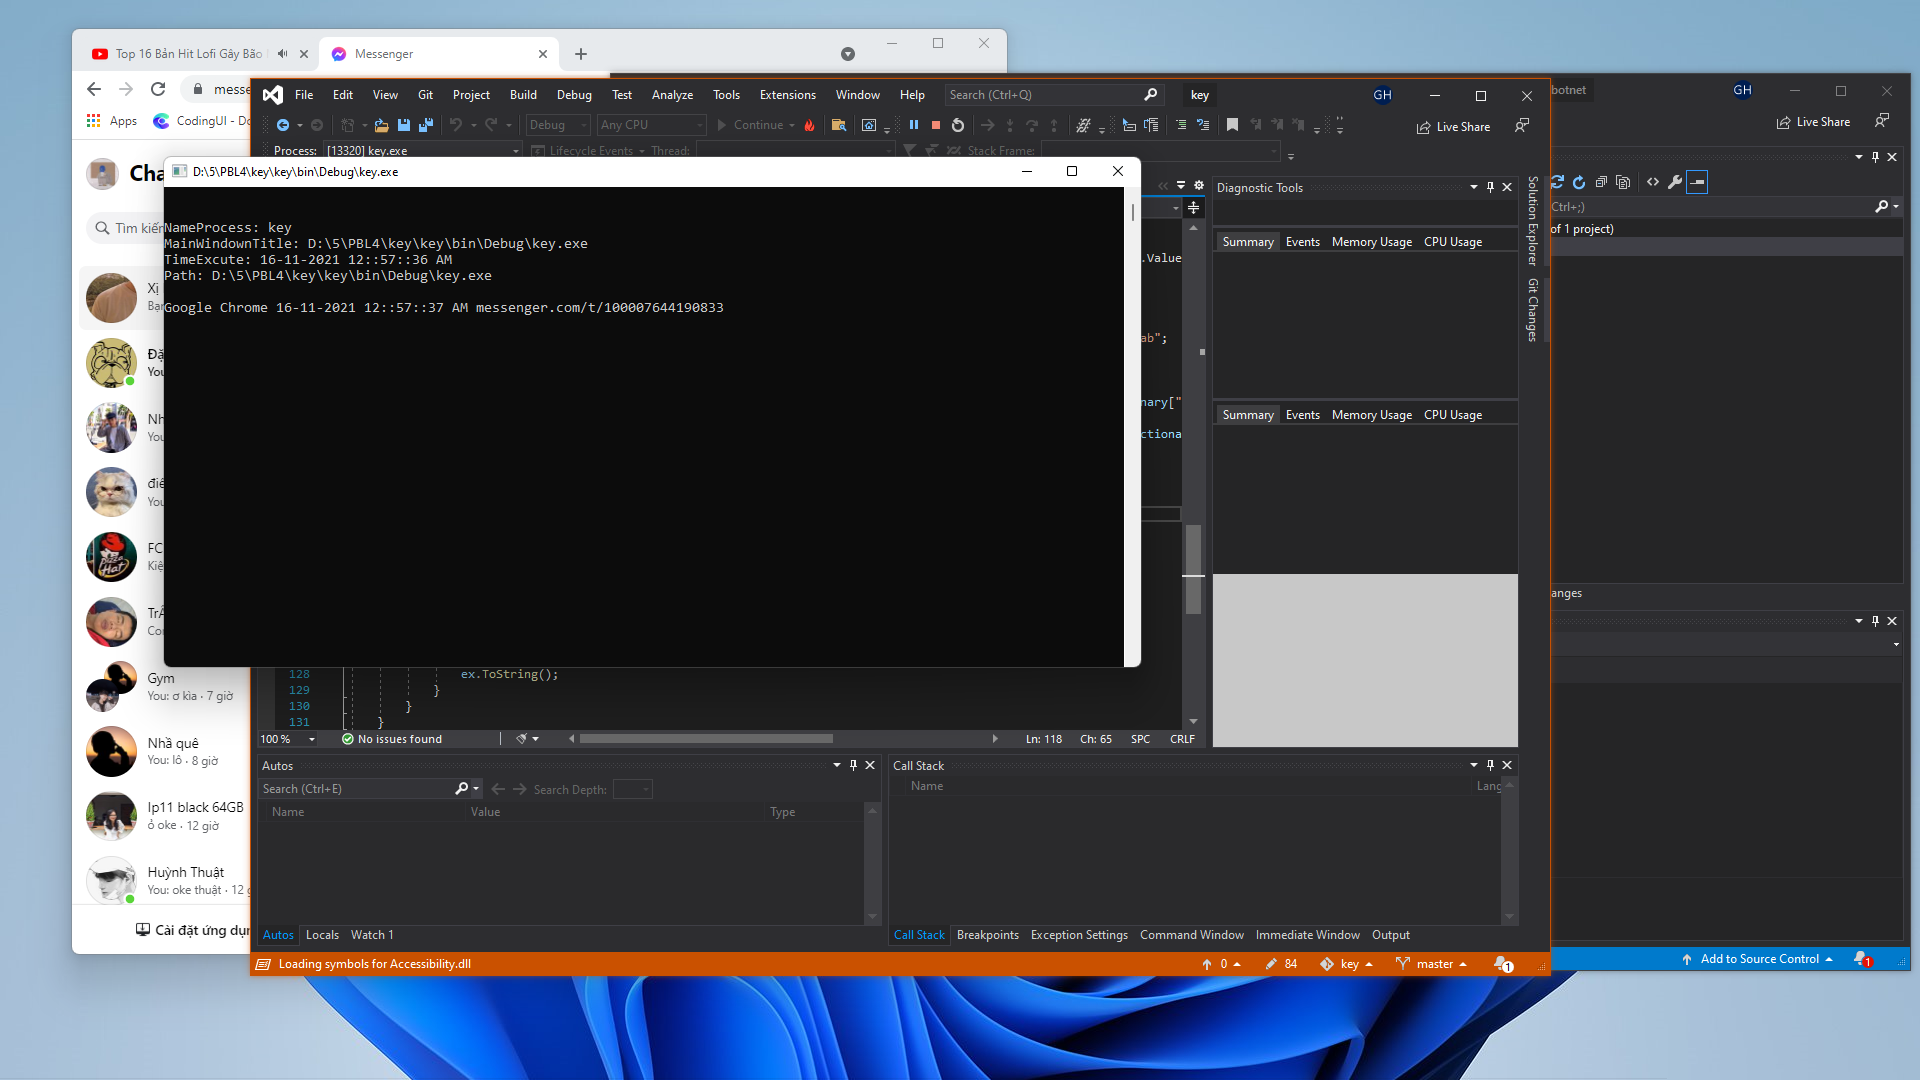 Top 16 Bản Hit Lofi Gây Bão
Messenger
messe
Apps
CodingUI - Do
Cha
Tìm kiến
Xị
Bạn
Đặ
You
Nh
You
điề
You
FC
Kiệ
TrÂ
Cor
Gym
You: ơ kìa · 7 giờ
Nhà quê
You: lô · 8 giờ
Ip11 black 64GB
ỏ oke · 12 giờ
Huỳnh Thuật
You: oke thuật · 12 g
Cài đặt ứng dụn
File Edit View Git Project Build Debug Test Analyze Tools Extensions Window Help Search (Ctrl+Q) key GH
Debug Any CPU Continue Live Share
Process: [13320] key.exe Lifecycle Events Thread: Stack Frame:
D:\5\PBL4\key\key\bin\Debug\key.exe
NameProcess: key
MainWindownTitle: D:\5\PBL4\key\key\bin\Debug\key.exe
TimeExcute: 16-11-2021 12::57::36 AM
Path: D:\5\PBL4\key\key\bin\Debug\key.exe
Google Chrome 16-11-2021 12::57::37 AM messenger.com/t/100007644190833
.Value
ab";
nary["
ctiona
128 ex.ToString();
129 }
130 }
131 }
100 % No issues found Ln: 118 Ch: 65 SPC CRLF
Diagnostic Tools
Summary Events Memory Usage CPU Usage
Summary Events Memory Usage CPU Usage
Solution Explorer
Git Changes
Autos
Search (Ctrl+E) Search Depth:
Name Value Type
Autos Locals Watch 1
Call Stack
Name Lang
Call Stack Breakpoints Exception Settings Command Window Immediate Window Output
Loading symbols for Accessibility.dll 0 84 key master 1
botnet GH
Live Share
Ctrl+;)
of 1 project)
anges
Add to Source Control 1